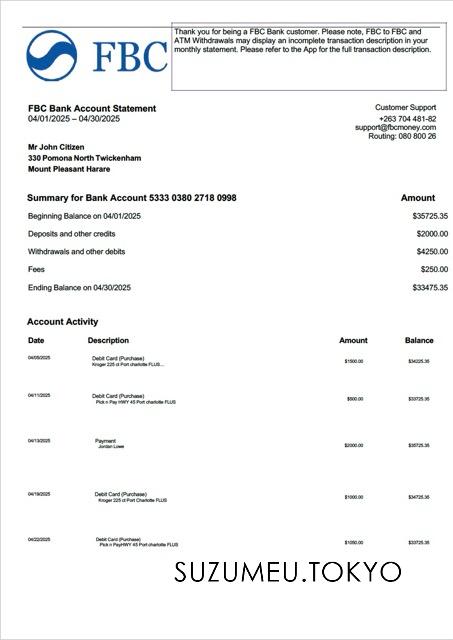 FBC
Thank you for being a FBC Bank customer. Please note, FBC to FBC and
ATM Withdrawals may display an incomplete transaction description in your
monthly statement. Please refer to the App for the full transaction description.
FBC Bank Account Statement
04/01/2025 – 04/30/2025
Customer Support
+263 704 481-82
support@fbcmoney.com
Routing: 080 800 26
Mr John Citizen
330 Pomona North Twickenham
Mount Pleasant Harare
Summary for Bank Account 5333 0380 2718 0998 Amount
Beginning Balance on 04/01/2025 $35725.35
Deposits and other credits $2000.00
Withdrawals and other debits $4250.00
Fees $250.00
Ending Balance on 04/30/2025 $33475.35
Account Activity
Date Description Amount Balance
04/05/2025 Debit Card (Purchase) $1500.00 $34225.35
Kroger 225 ct Port charlotte FLUS...
04/11/2025 Debit Card (Purchase) $500.00 $33725.35
Pick n Pay HWY 45 Port charlotte FLUS
04/13/2025 Payment $2000.00 $35725.35
Jordan Lowe
04/19/2025 Debit Card (Purchase) $1000.00 $34725.35
Kroger 225 ct Port Charlotte FLUS
04/22/2025 Debit Card (Purchase) $1050.00 $33725.35
Pick n PayHWY 45 Port charlotte FLUS
SUZUMEU.TOKYO